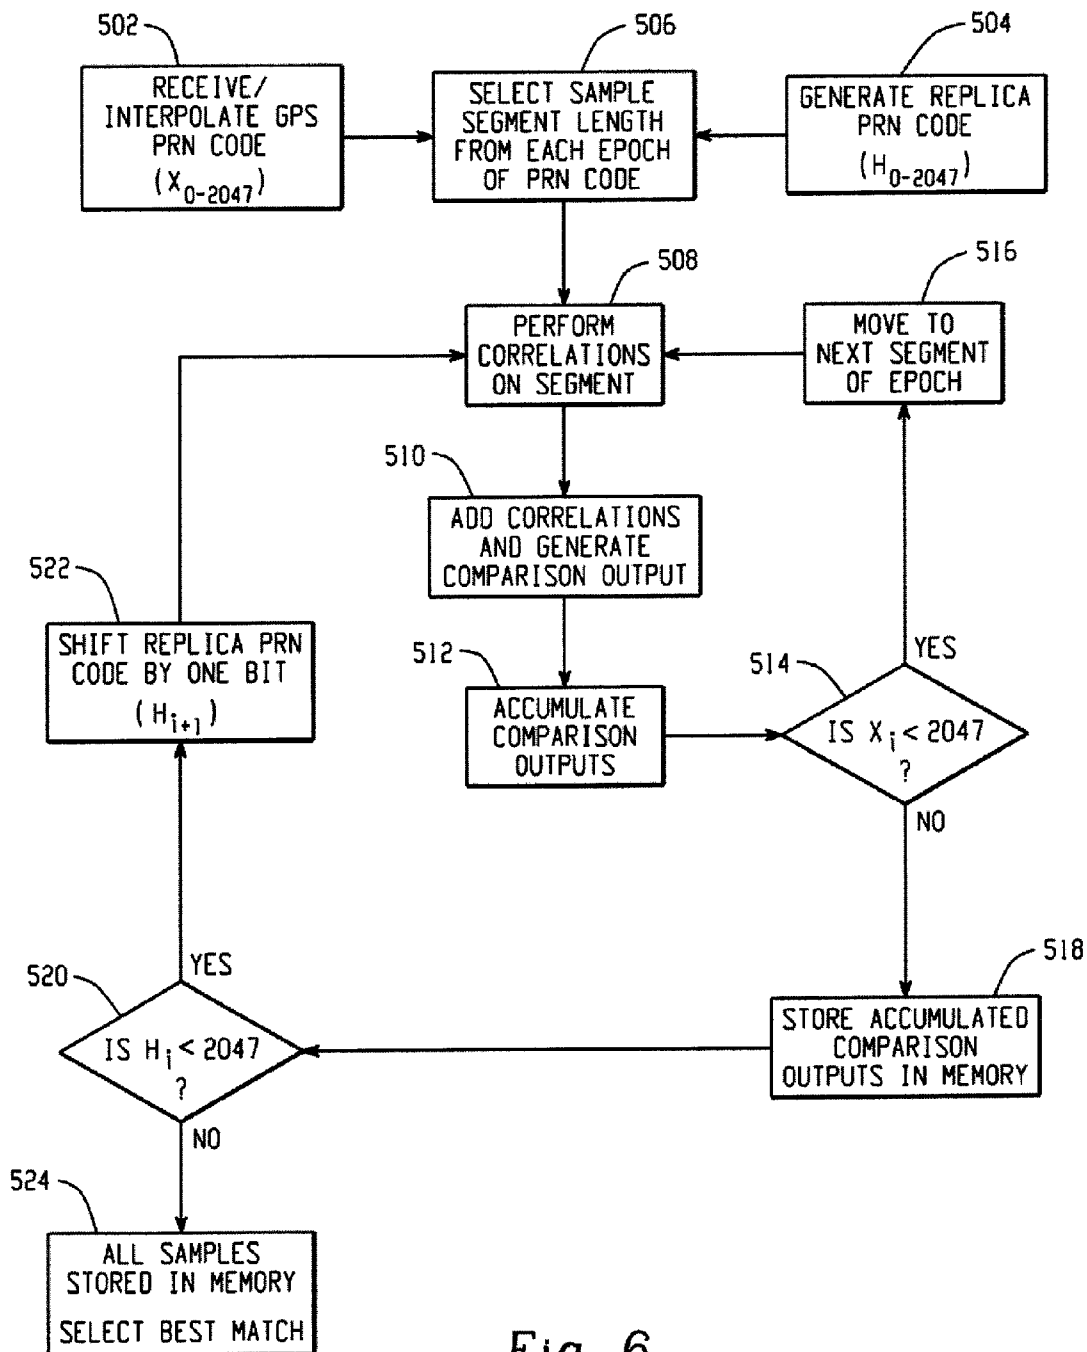 502
506
504
RECEIVE/
INTERPOLATE GPS
PRN CODE
(X0-2047)
SELECT SAMPLE
SEGMENT LENGTH
FROM EACH EPOCH
OF PRN CODE
GENERATE REPLICA
PRN CODE
(H0-2047)
508
516
PERFORM
CORRELATIONS
ON SEGMENT
MOVE TO
NEXT SEGMENT
OF EPOCH
510
ADD CORRELATIONS
AND GENERATE
COMPARISON OUTPUT
522
SHIFT REPLICA PRN
CODE BY ONE BIT
(Hi+1)
512
ACCUMULATE
COMPARISON
OUTPUTS
514
YES
IS Xi < 2047
?
NO
518
STORE ACCUMULATED
COMPARISON
OUTPUTS IN MEMORY
520
YES
IS Hi < 2047
?
NO
524
ALL SAMPLES
STORED IN MEMORY
SELECT BEST MATCH
Fig. 6